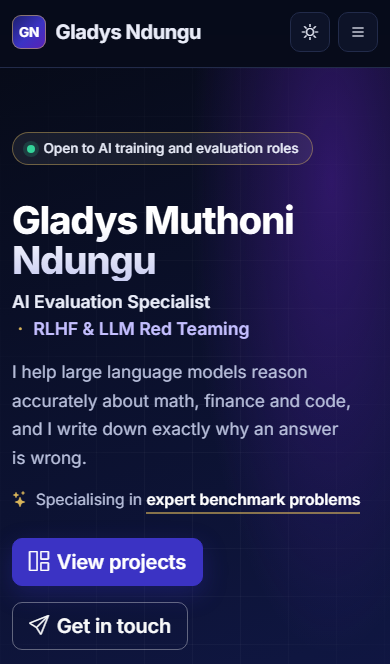 GN Gladys Ndungu
Open to AI training and evaluation roles
Gladys Muthoni
Ndungu
AI Evaluation Specialist
· RLHF & LLM Red Teaming
I help large language models reason
accurately about math, finance and code,
and I write down exactly why an answer
is wrong.
Specialising in expert benchmark problems
View projects
Get in touch